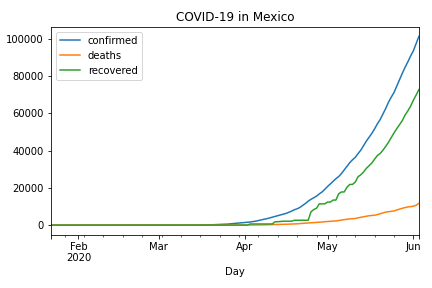 COVID-19 in Mexico
confirmed
deaths
recovered
100000
80000
60000
40000
20000
0
Feb Mar Apr May Jun
2020
Day